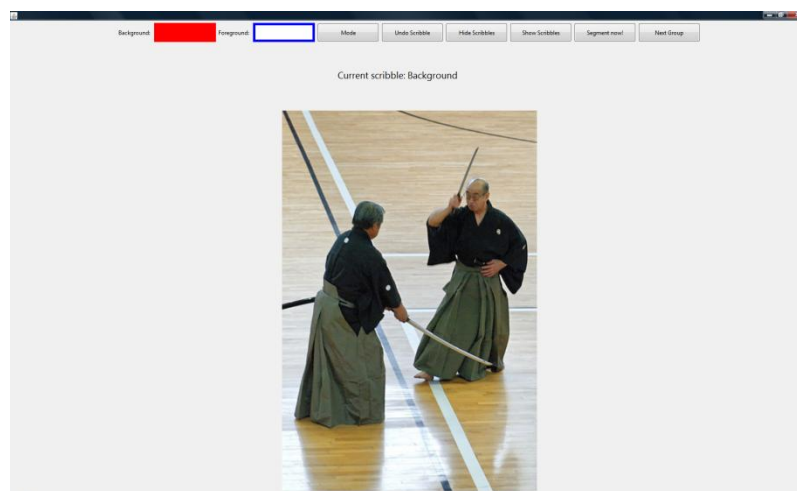 Background:
Foreground:
Mode
Undo Scribble
Hide Scribbles
Show Scribbles
Segment now!
Next Group
Current scribble: Background